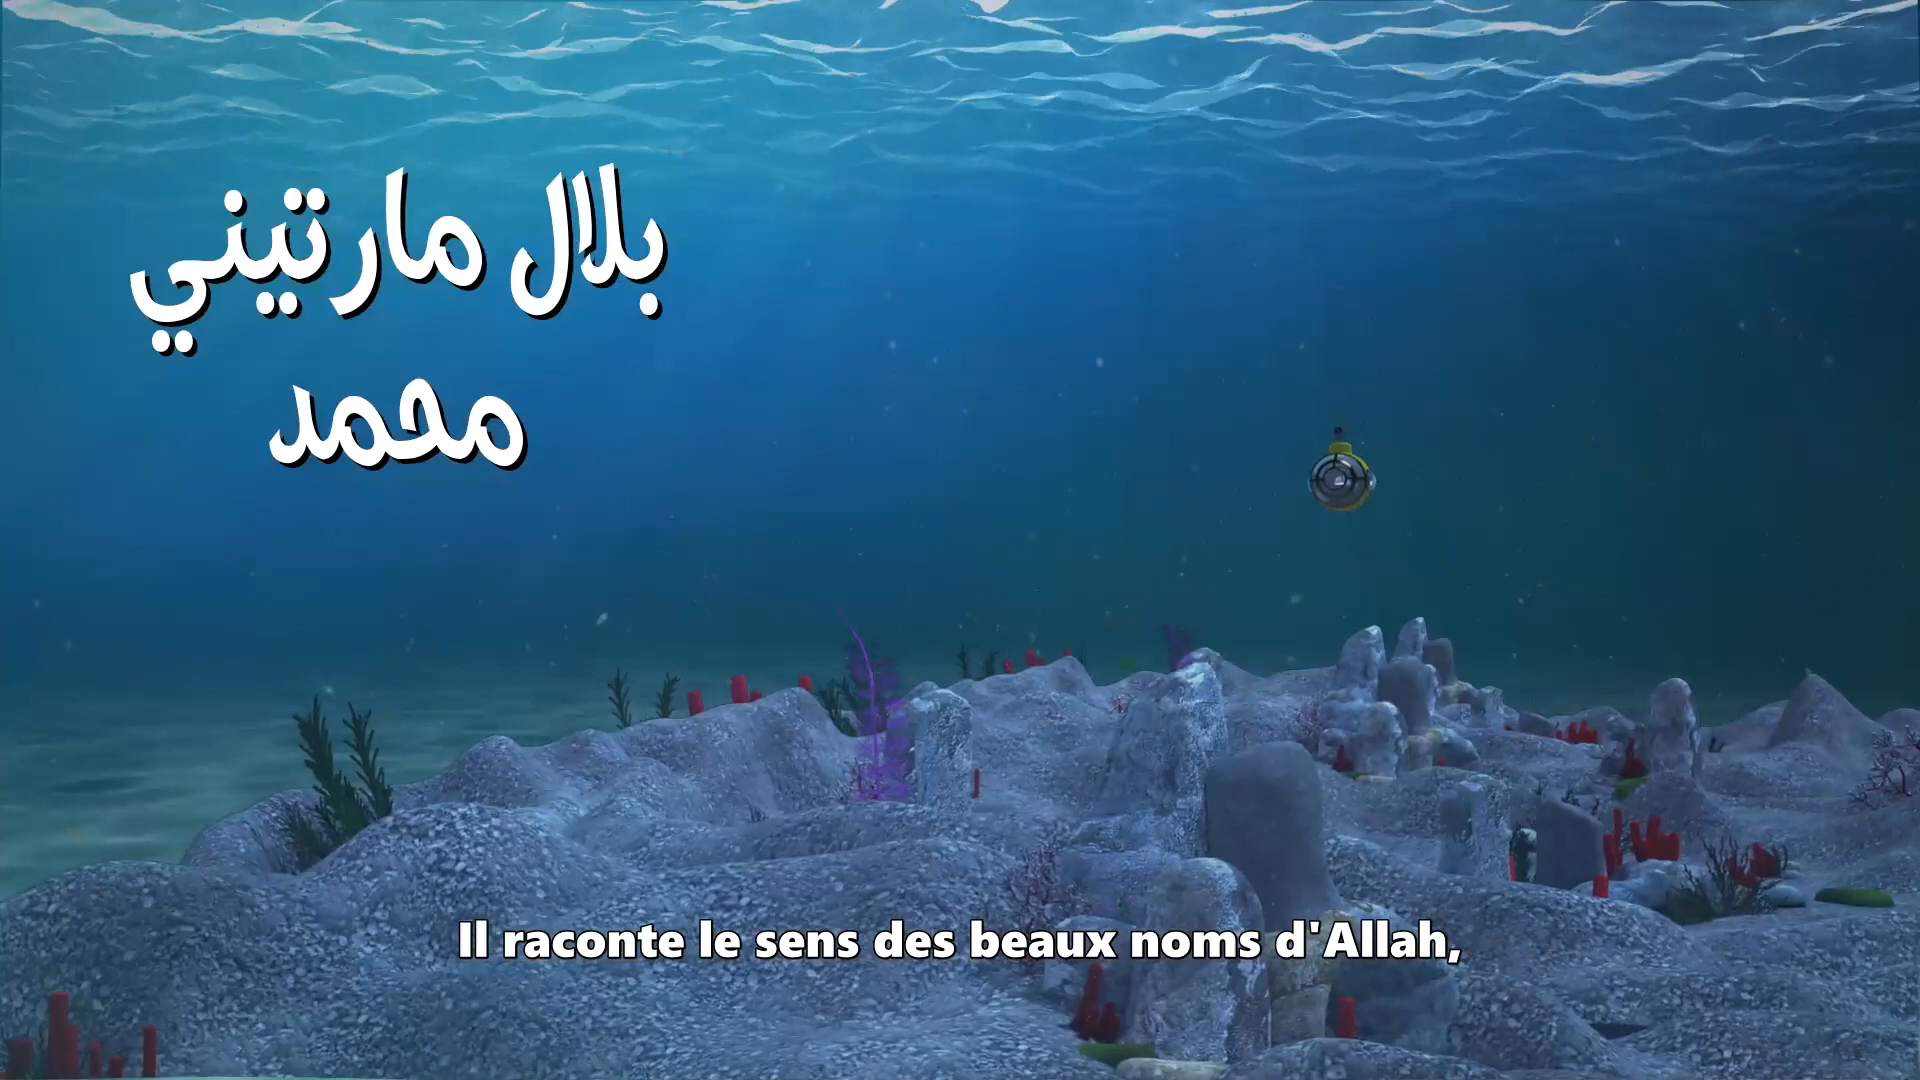 بلال مارتيني
محمد
Il raconte le sens des beaux noms d'Allah,